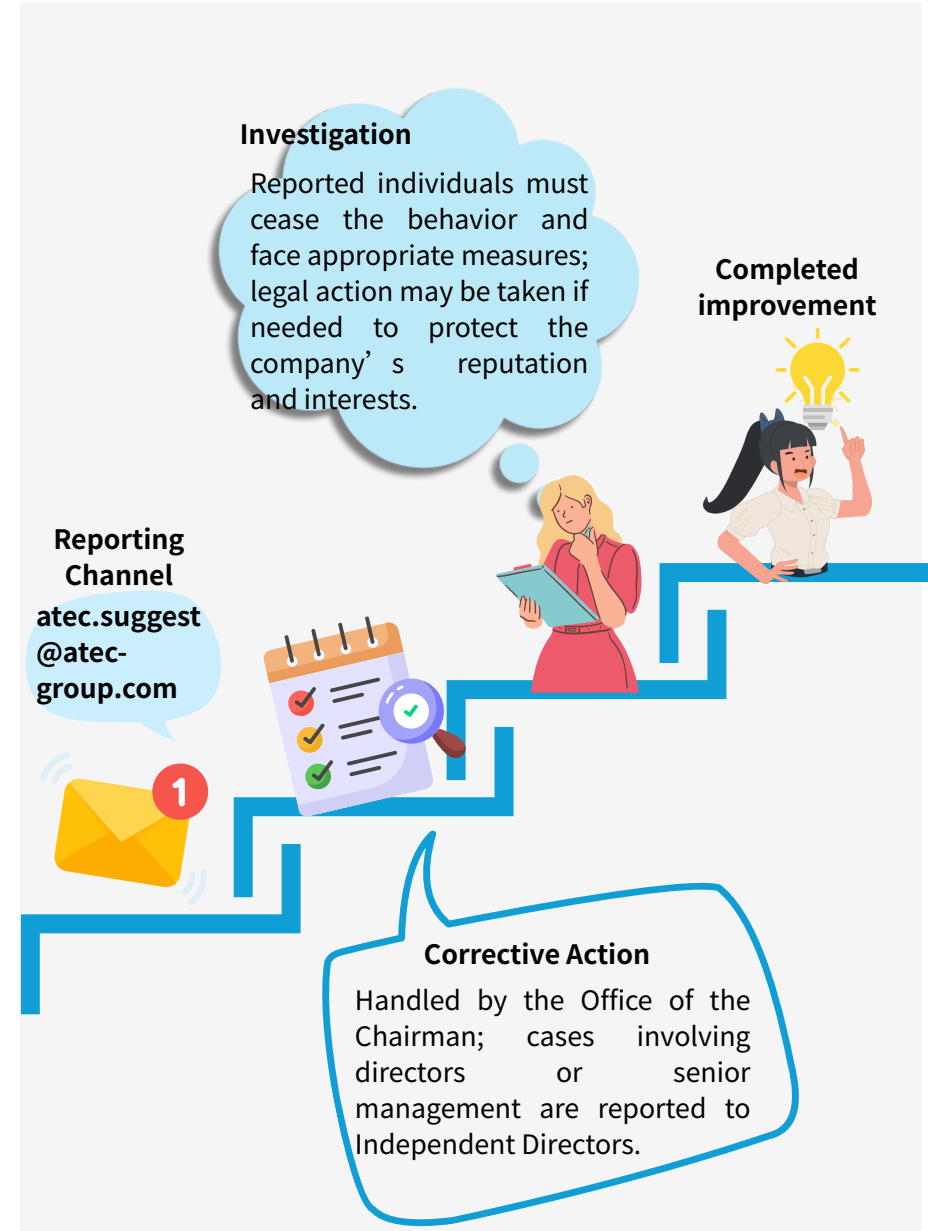 Investigation
Reported individuals must
cease the behavior and
face appropriate measures;
legal action may be taken if
needed to protect the
company’ s reputation
and interests.
Completed
improvement
Reporting
Channel
atec.suggest
@atec-
group.com
1
Corrective Action
Handled by the Office of the
Chairman; cases involving
directors or senior
management are reported to
Independent Directors.